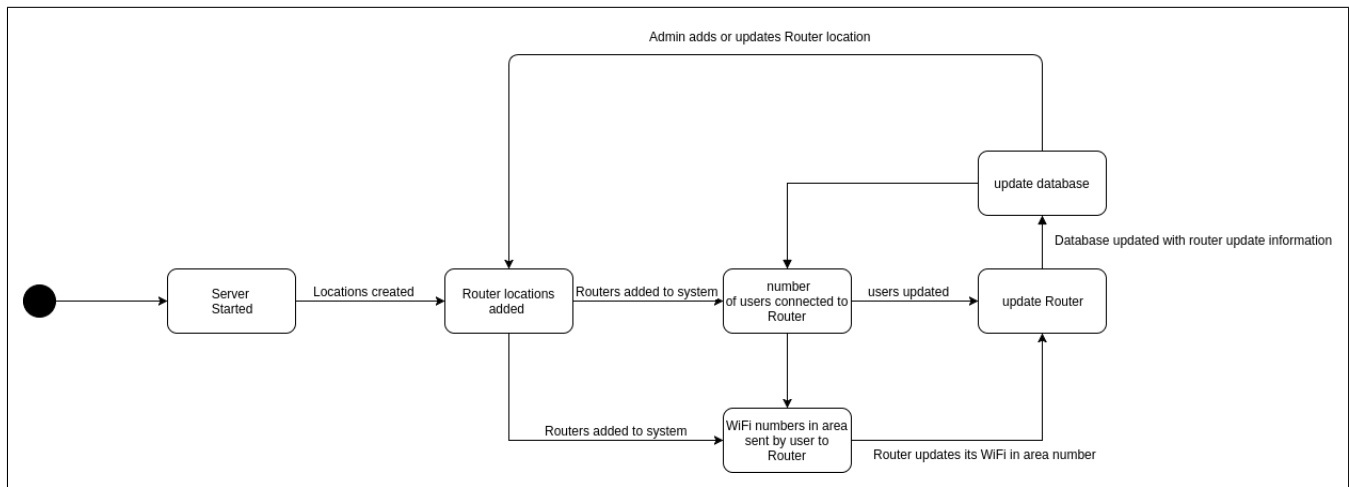 Admin adds or updates Router location
update database
Database updated with router update information
Server
Started
Locations created
Router locations
added
Routers added to system
number
of users connected to
Router
users updated
update Router
Routers added to system
WiFi numbers in area
sent by user to
Router
Router updates its WiFi in area number